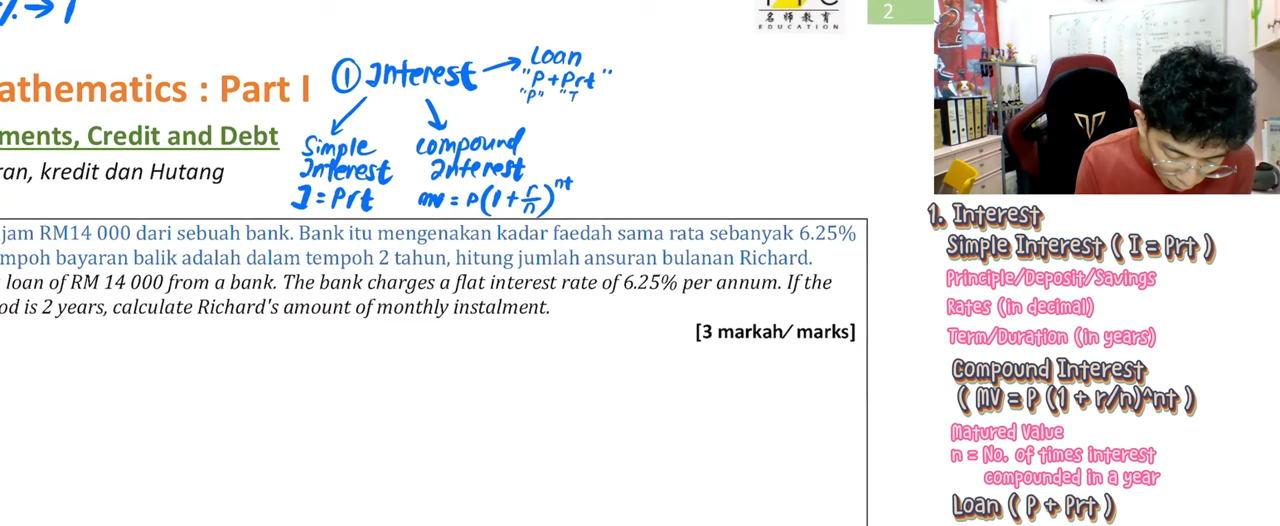 % → 1
名 师 教 育
EDUCATION
2
athematics : Part I
ments, Credit and Debt
ran, kredit dan Hutang
① Interest → Loan
"P + Prt"
"P" "T
Simple
Interest
I = Prt
Compound
Interest
MV = P(1 + r/n)^nt
jam RM14 000 dari sebuah bank. Bank itu mengenakan kadar faedah sama rata sebanyak 6.25%
mpoh bayaran balik adalah dalam tempoh 2 tahun, hitung jumlah ansuran bulanan Richard.
loan of RM 14 000 from a bank. The bank charges a flat interest rate of 6.25% per annum. If the
od is 2 years, calculate Richard's amount of monthly instalment.
[3 markah/ marks]
1. Interest
Simple Interest ( I = Prt )
Principle/Deposit/Savings
Rates (in decimal)
Term/Duration (in years)
Compound Interest
( MV = P (1 + r/n)^nt )
Matured Value
n = No. of times interest
compounded in a year
Loan ( P + Prt )